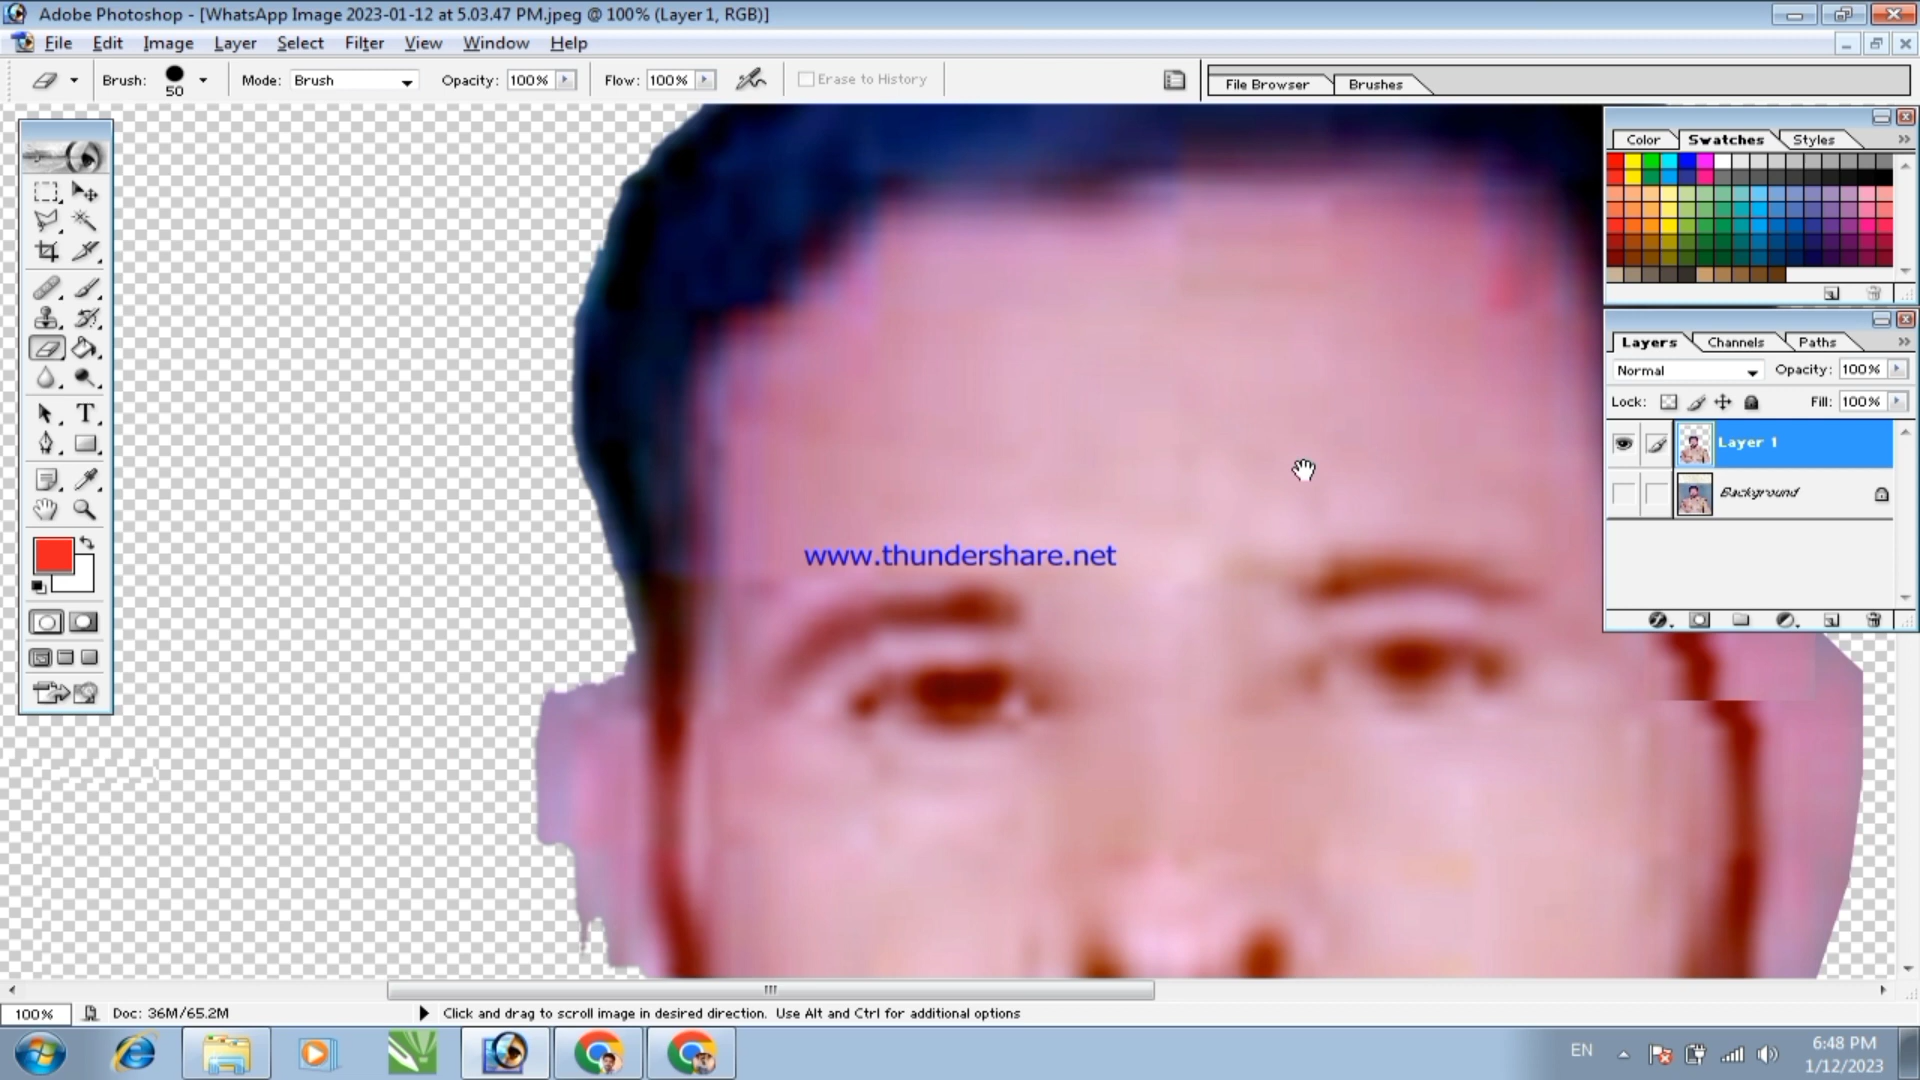 Adobe Photoshop - [WhatsApp Image 2023-01-12 at 5.03.47 PM.jpeg @ 100% (Layer 1, RGB)]
File Edit Image Layer Select Filter View Window Help
Brush: 50 Mode: Brush Opacity: 100% Flow: 100% Erase to History File Browser Brushes
Color Swatches Styles
Layers Channels Paths
Normal Opacity: 100%
Lock: Fill: 100%
Layer 1
Background
www.thundershare.net
100% Doc: 36M/65.2M Click and drag to scroll image in desired direction. Use Alt and Ctrl for additional options
EN 6:48 PM
1/12/2023